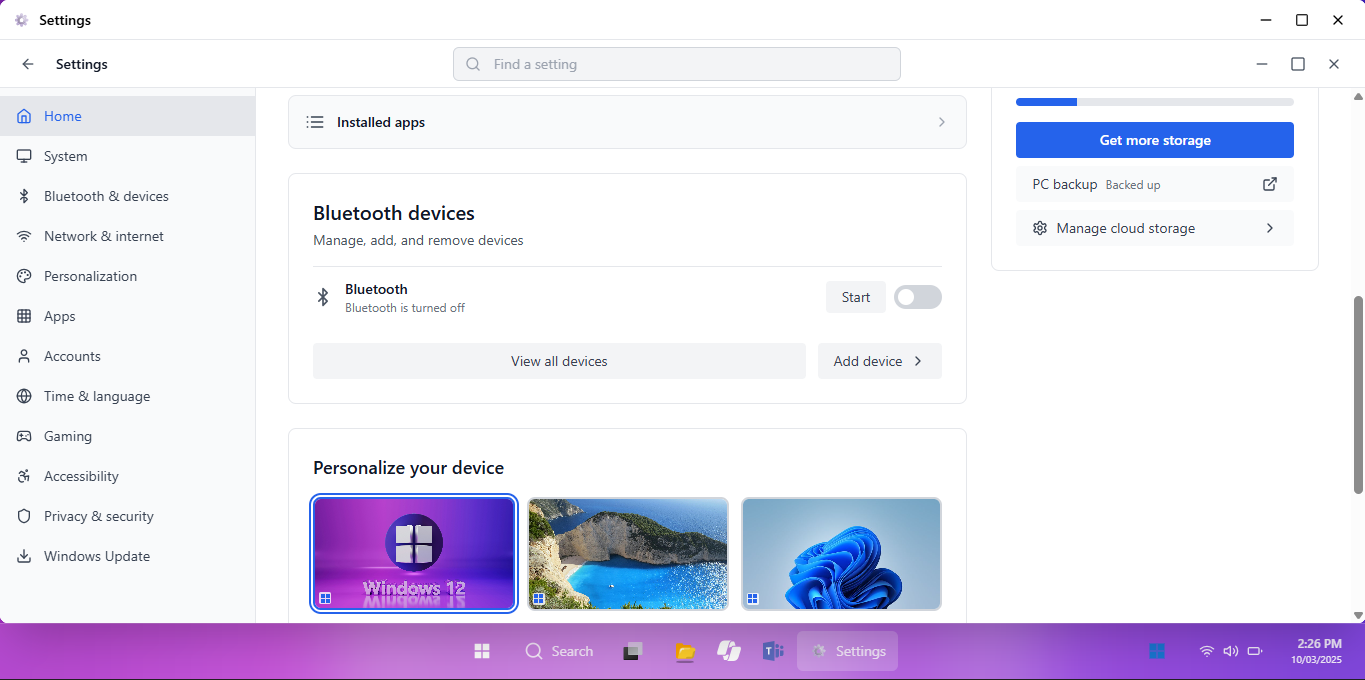 Settings
Settings
Find a setting
Home
System
Bluetooth & devices
Network & internet
Personalization
Apps
Accounts
Time & language
Gaming
Accessibility
Privacy & security
Windows Update
Installed apps
Bluetooth devices
Manage, add, and remove devices
Bluetooth
Bluetooth is turned off
Start
View all devices
Add device
Personalize your device
Windows 12
Get more storage
PC backup Backed up
Manage cloud storage
Search
T
Settings
2:26 PM
10/03/2025